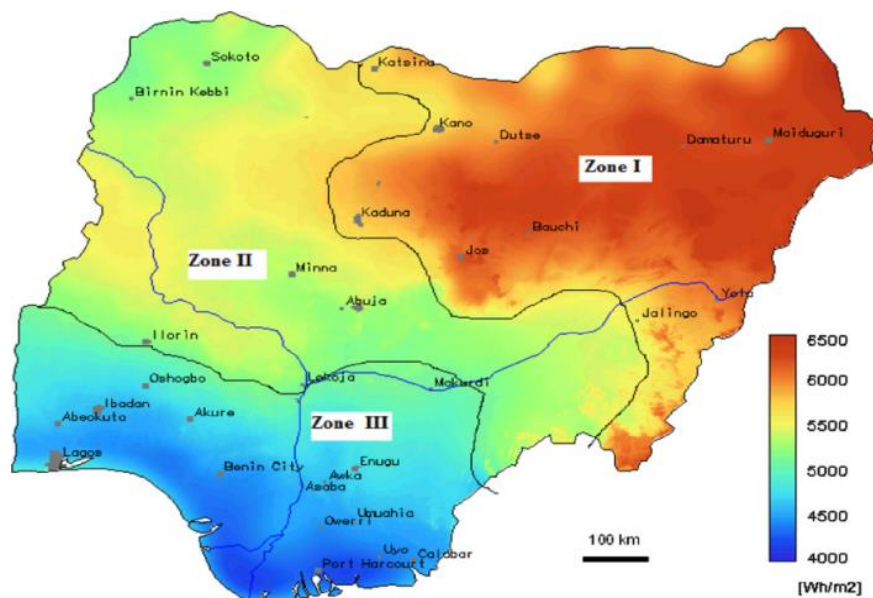 Sokoto
Katsina
Birnin Kebbi
Kano
Dutse
Damaturu
Maiduguri
Zone I
Kaduna
Bauchi
Jos
Zone II
Minna
Yola
Abuja
Jalingo
Ilorin
Lokoja
Makurdi
Oshogbo
Ibadan
Abeokuta
Akure
Zone III
Lagos
Benin City
Enugu
Awka
Asaba
Umuahia
Owerri
Uyo
Calabar
Port Harcourt
100 km
6500
6000
5500
5000
4500
4000
[Wh/m2]